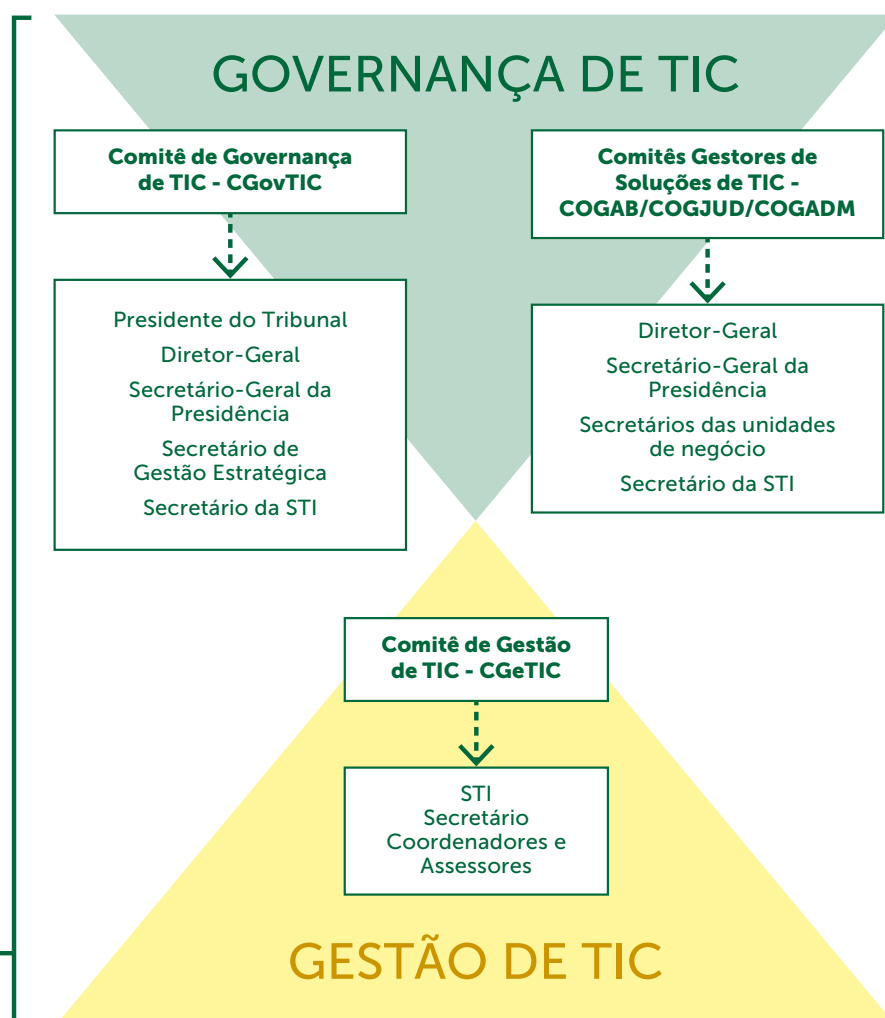 GOVERNANÇA DE TIC
Comitê de Governança
de TIC - CGovTIC
Presidente do Tribunal
Diretor-Geral
Secretário-Geral da
Presidência
Secretário de
Gestão Estratégica
Secretário da STI
Comitês Gestores de
Soluções de TIC -
COGAB/COGJUD/COGADM
Diretor-Geral
Secretário-Geral da
Presidência
Secretários das unidades
de negócio
Secretário da STI
Comitê de Gestão
de TIC - CGeTIC
STI
Secretário
Coordenadores e
Assessores
GESTÃO DE TIC